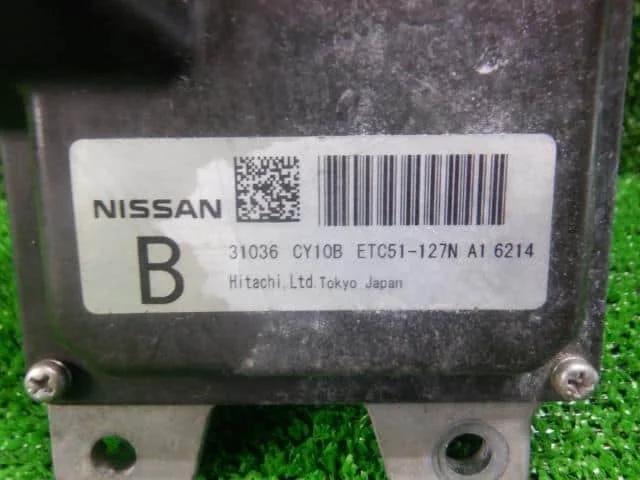 NISSAN
B
31036 CY10B ETC51-127N A1 6214
Hitachi,Ltd.Tokyo Japan